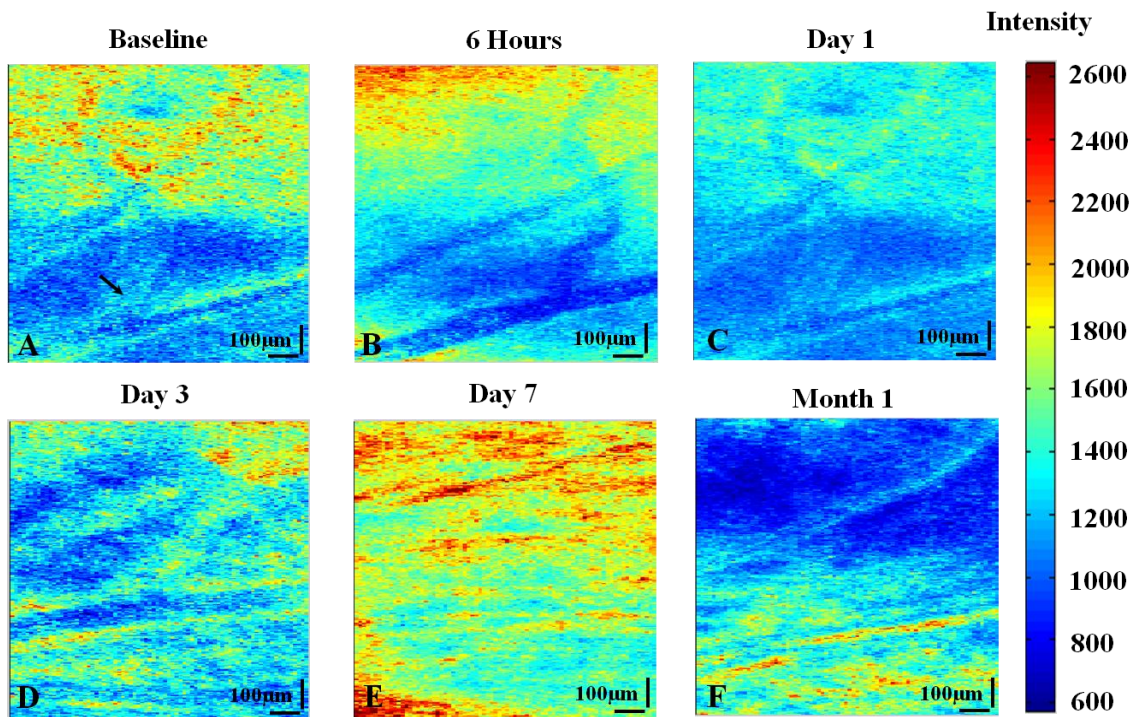 Baseline
6 Hours
Day 1
Intensity
A
100μm
B
100μm
C
100μm
Day 3
Day 7
Month 1
D
100μm
E
100μm
F
100μm
2600
2400
2200
2000
1800
1600
1400
1200
1000
800
600